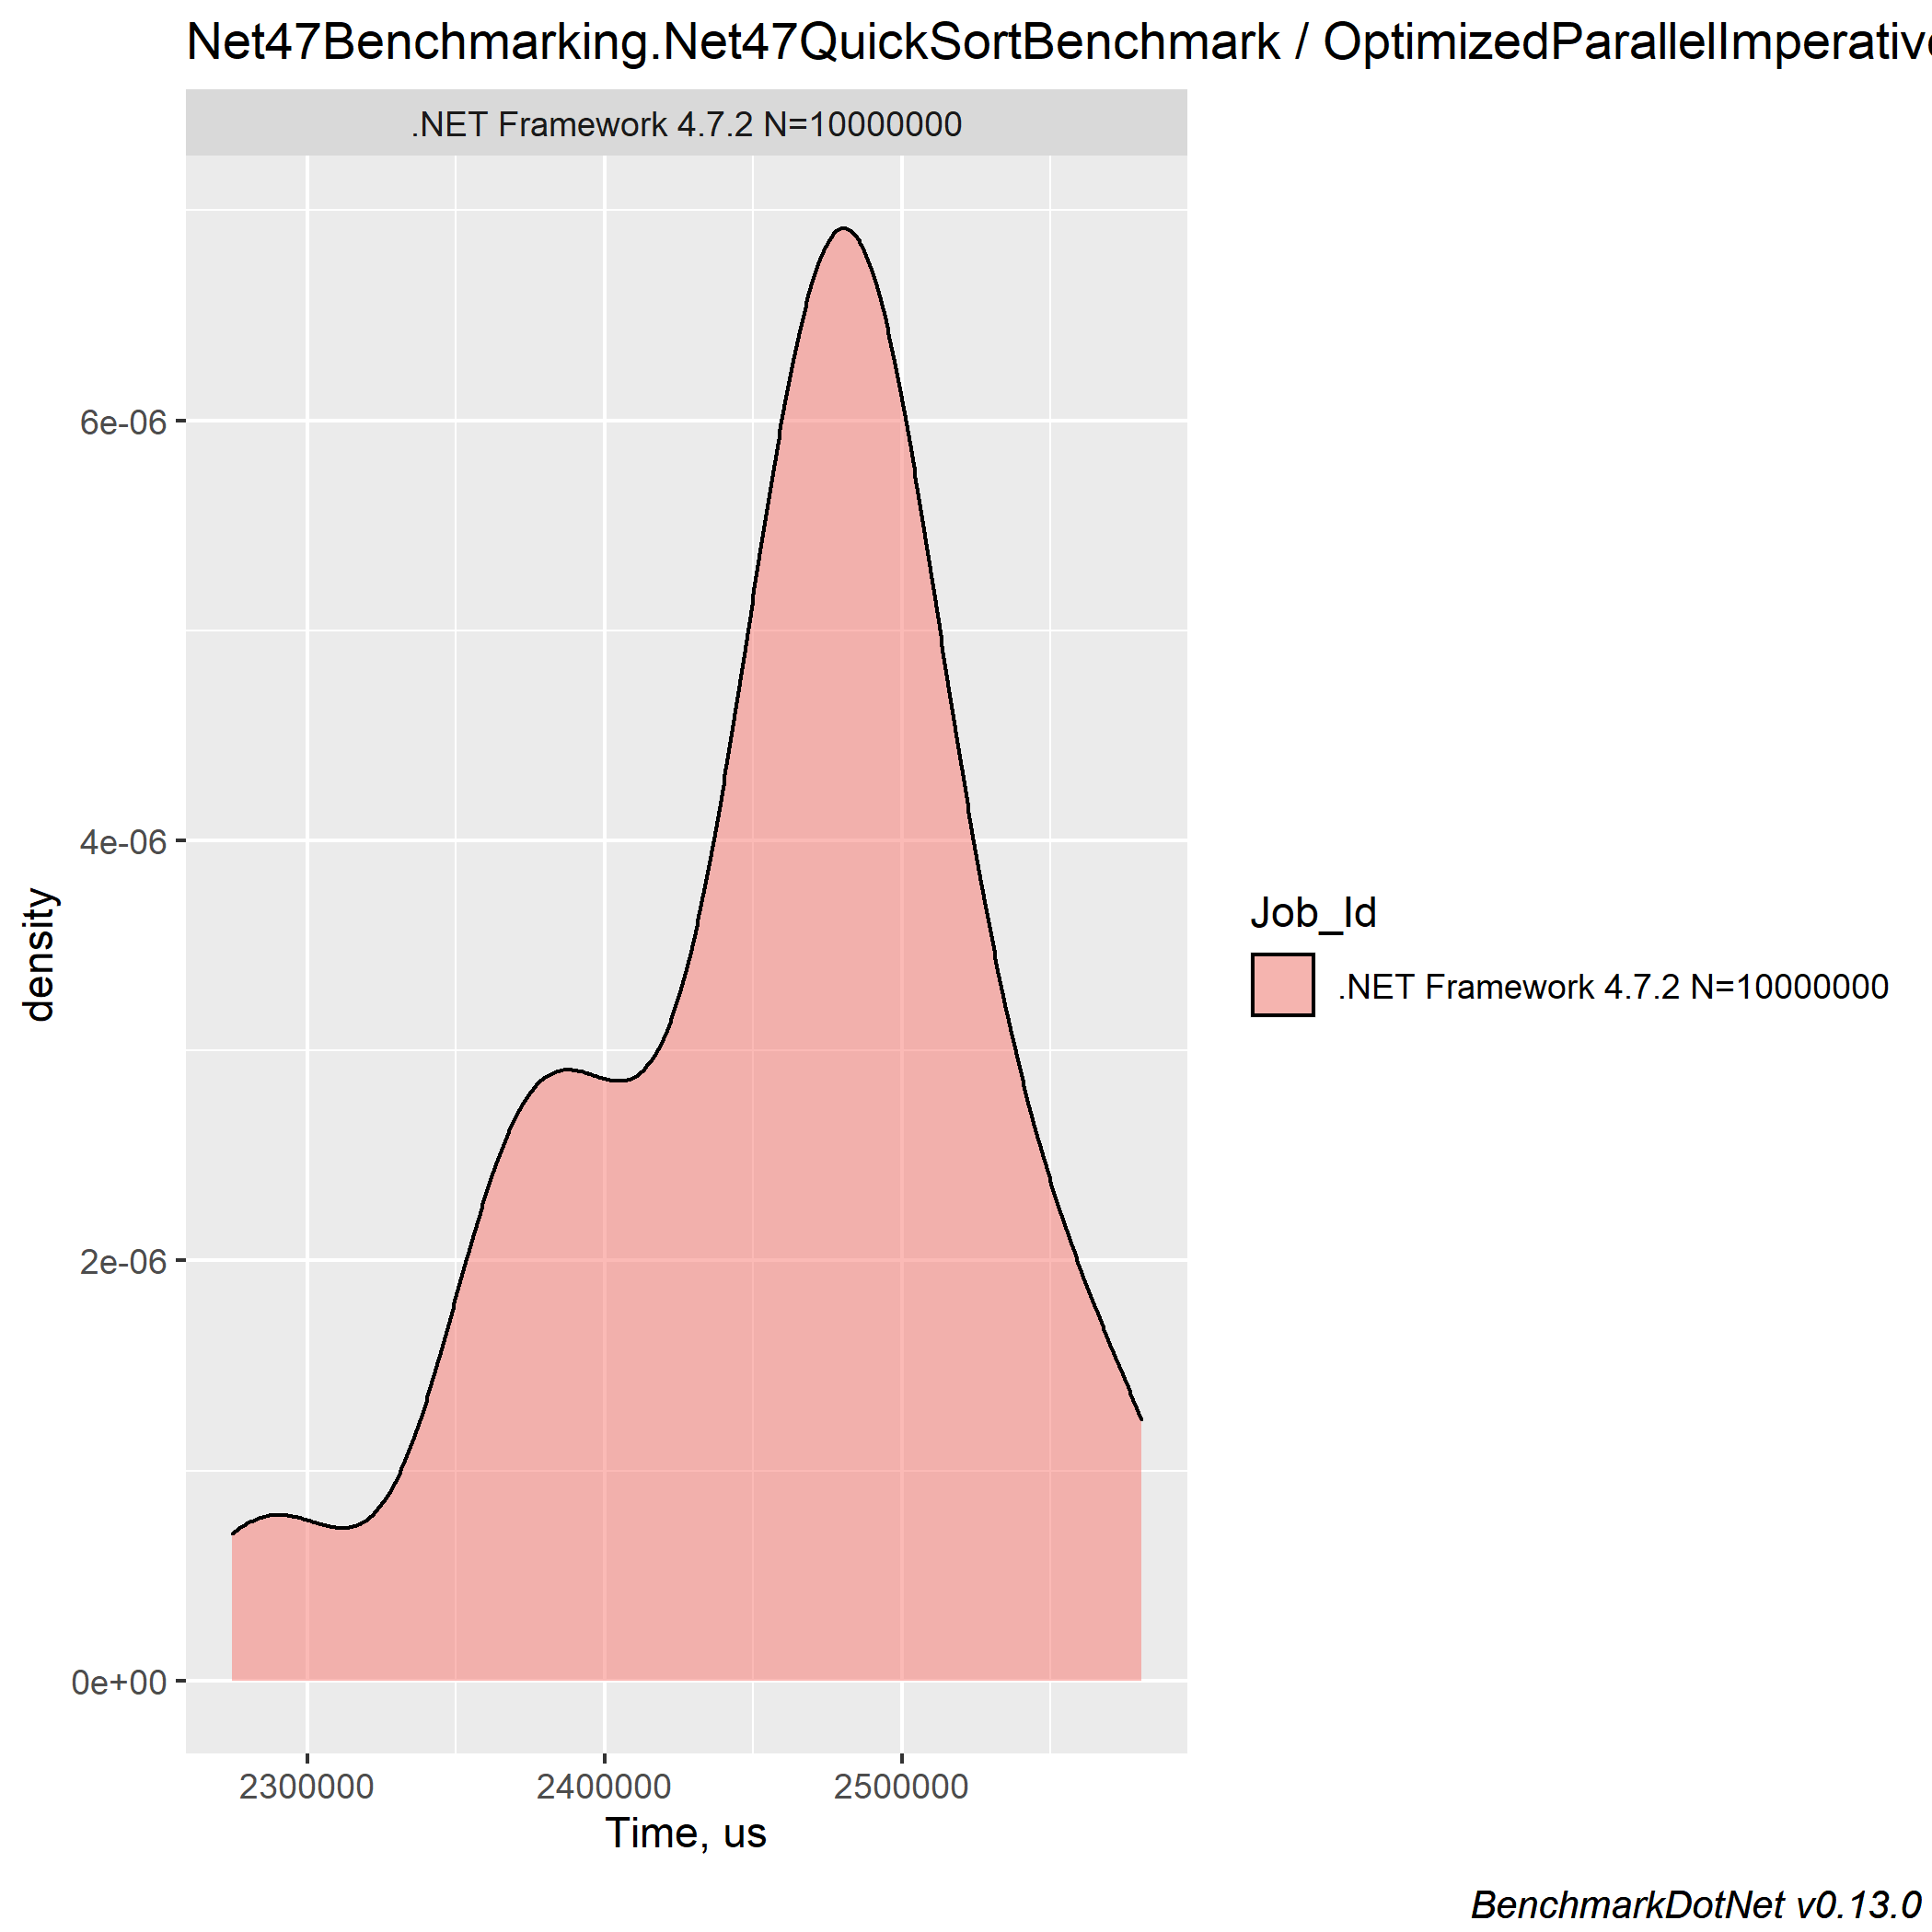 Net47Benchmarking.Net47QuickSortBenchmark / OptimizedParallelImperative
.NET Framework 4.7.2 N=10000000
6e-06
4e-06
2e-06
0e+00
density
2300000 2400000 2500000
Time, us
Job_Id
.NET Framework 4.7.2 N=10000000
BenchmarkDotNet v0.13.0